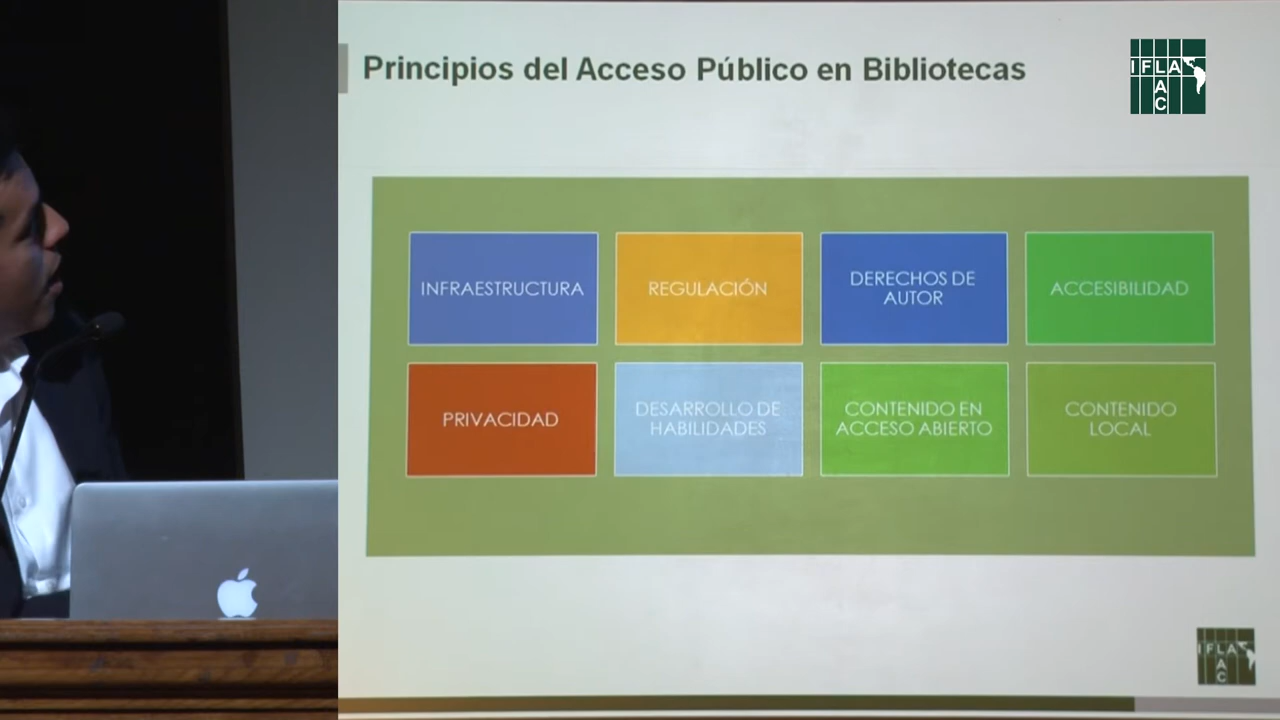 Principios del Acceso Público en Bibliotecas
IFLA
A
C
INFRAESTRUCTURA
REGULACIÓN
DERECHOS DE
AUTOR
ACCESIBILIDAD
PRIVACIDAD
DESARROLLO DE
HABILIDADES
CONTENIDO EN
ACCESO ABIERTO
CONTENIDO
LOCAL
IFLA
A
C